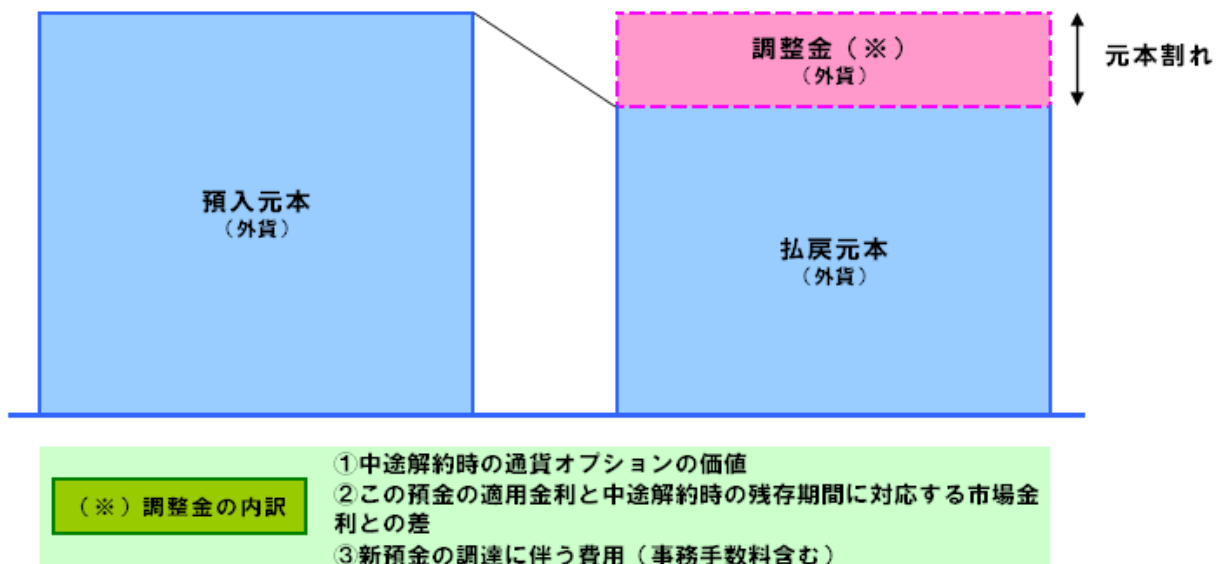 調整金（※）
（外貨）
元本割れ
預入元本
（外貨）
払戻元本
（外貨）
（※）調整金の内訳
①中途解約時の通貨オプションの価値
②この預金の適用金利と中途解約時の残存期間に対応する市場金
利との差
③新預金の調達に伴う費用（事務手数料含む）